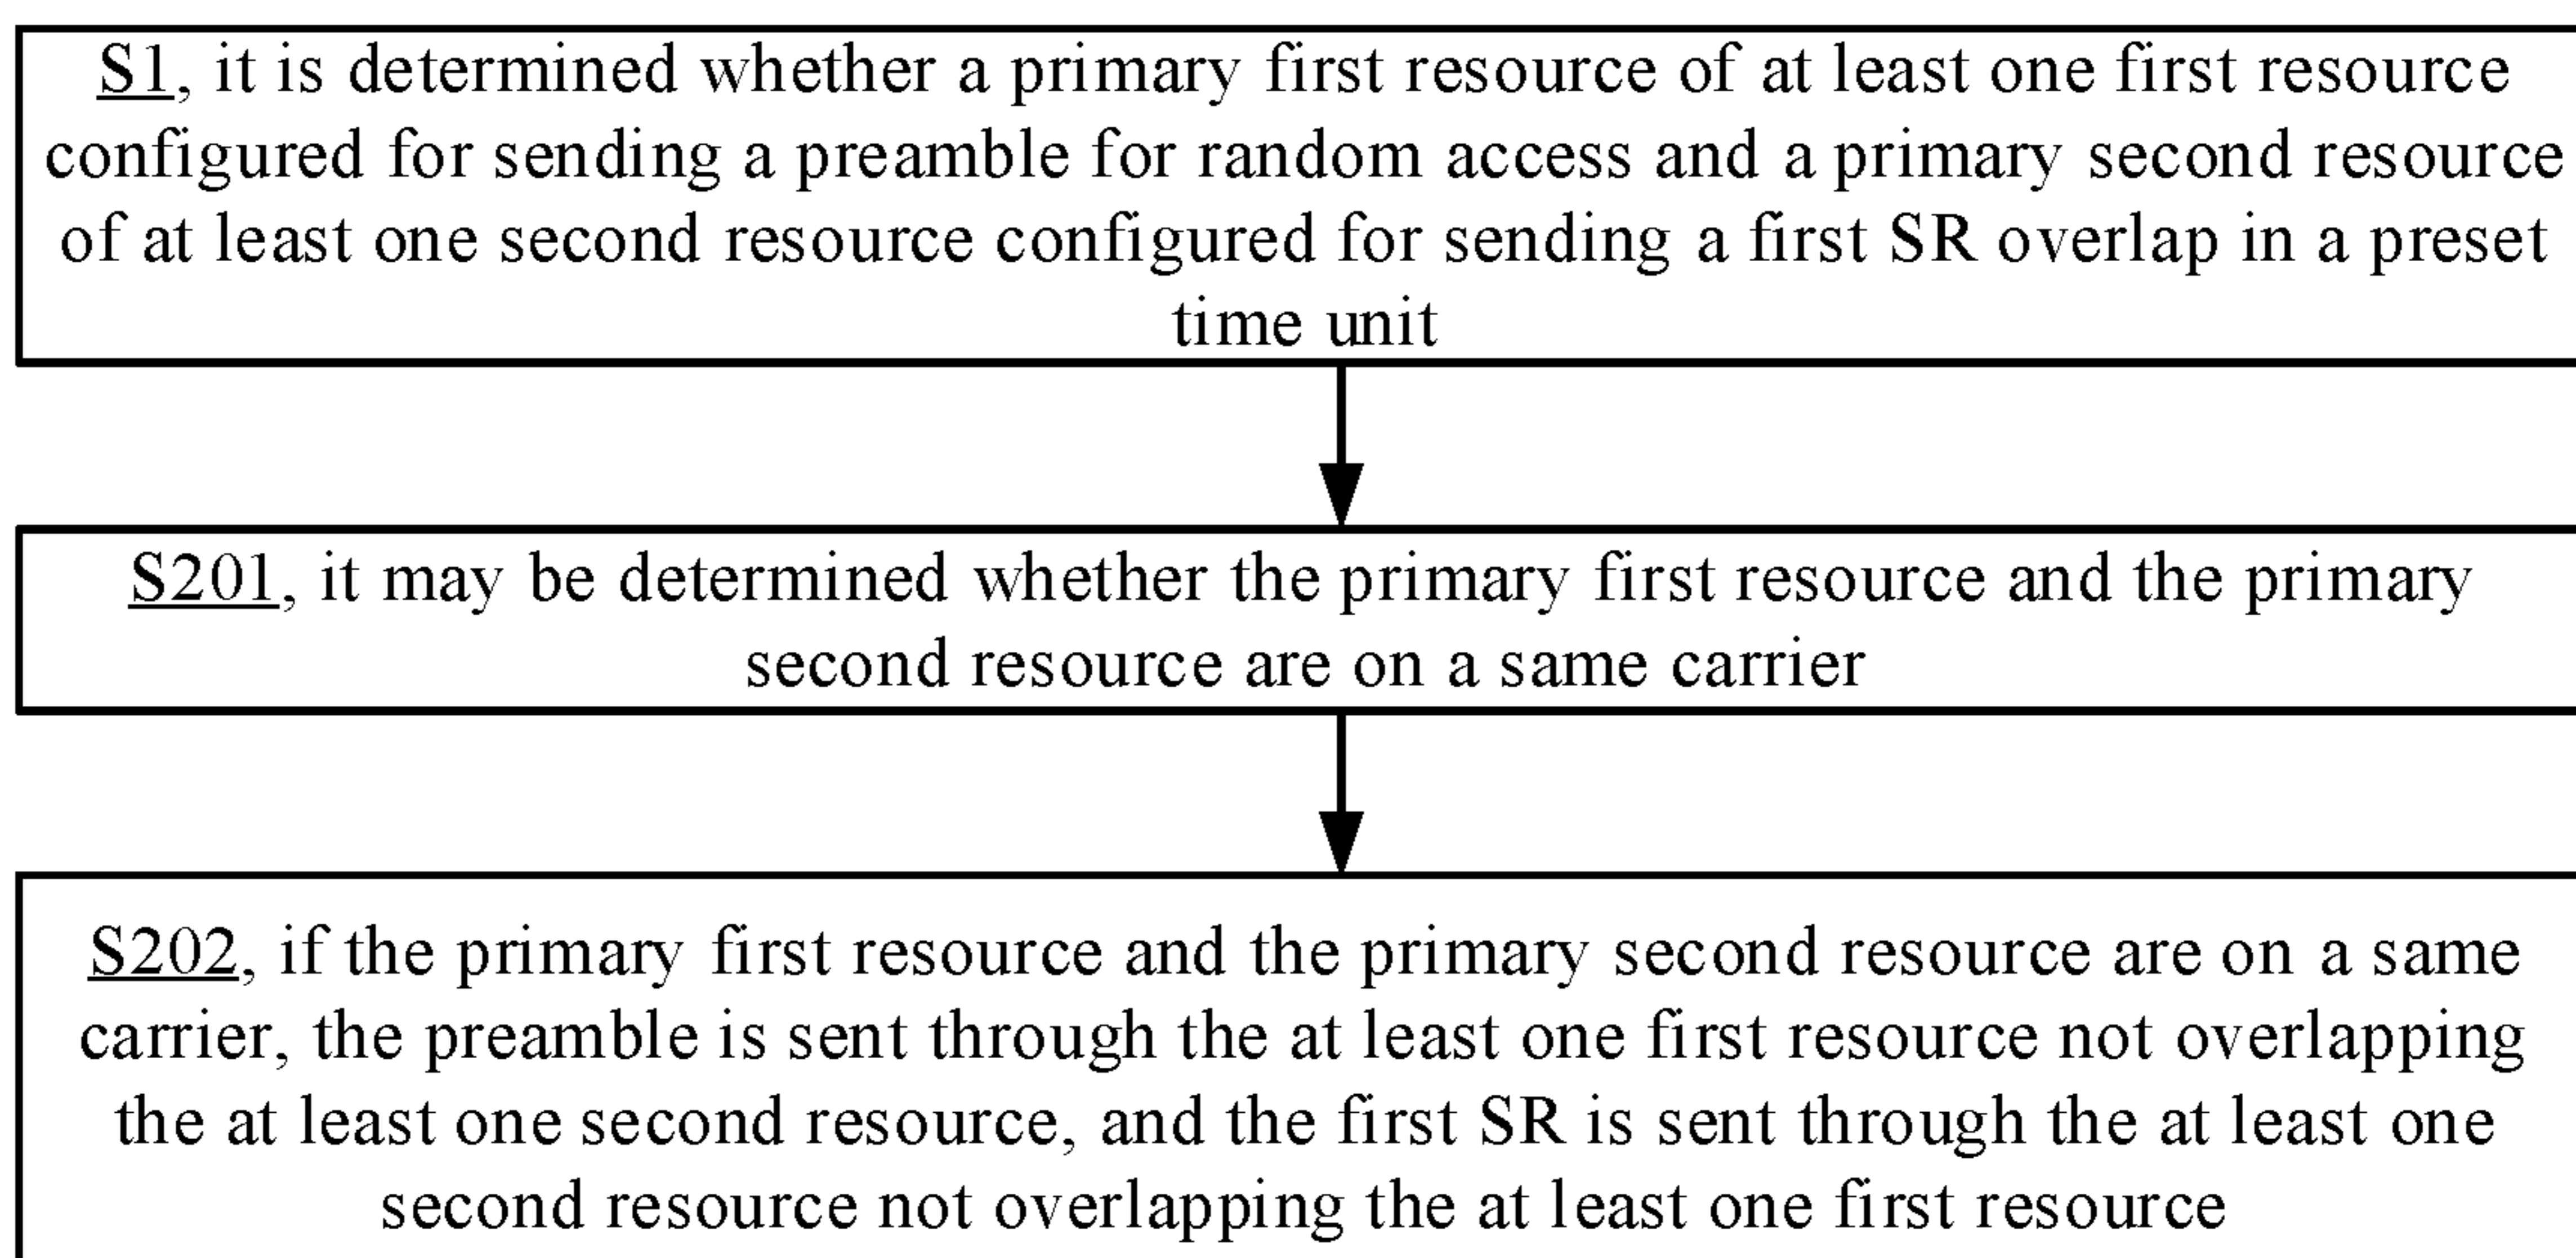 S1, it is determined whether a primary first resource of at least one first resource
configured for sending a preamble for random access and a primary second resource
of at least one second resource configured for sending a first SR overlap in a preset
time unit
S201, it may be determined whether the primary first resource and the primary
second resource are on a same carrier
S202, if the primary first resource and the primary second resource are on a same
carrier, the preamble is sent through the at least one first resource not overlapping
the at least one second resource, and the first SR is sent through the at least one
second resource not overlapping the at least one first resource